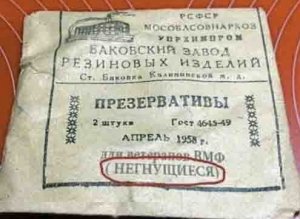 РСФСР
МОСОБЛСОВНАРХОЗ
УПРХИМПРОМ
БАКОВСКИЙ ЗАВОД
РЕЗИНОВЫХ ИЗДЕЛИЙ
Ст. Баковка Калининской ж. д.
ПРЕЗЕРВАТИВЫ
2 штуки Гост 4645-49
АПРЕЛЬ 1958 г.
для ветеранов ВМФ
(НЕГНУЩИЕСЯ)